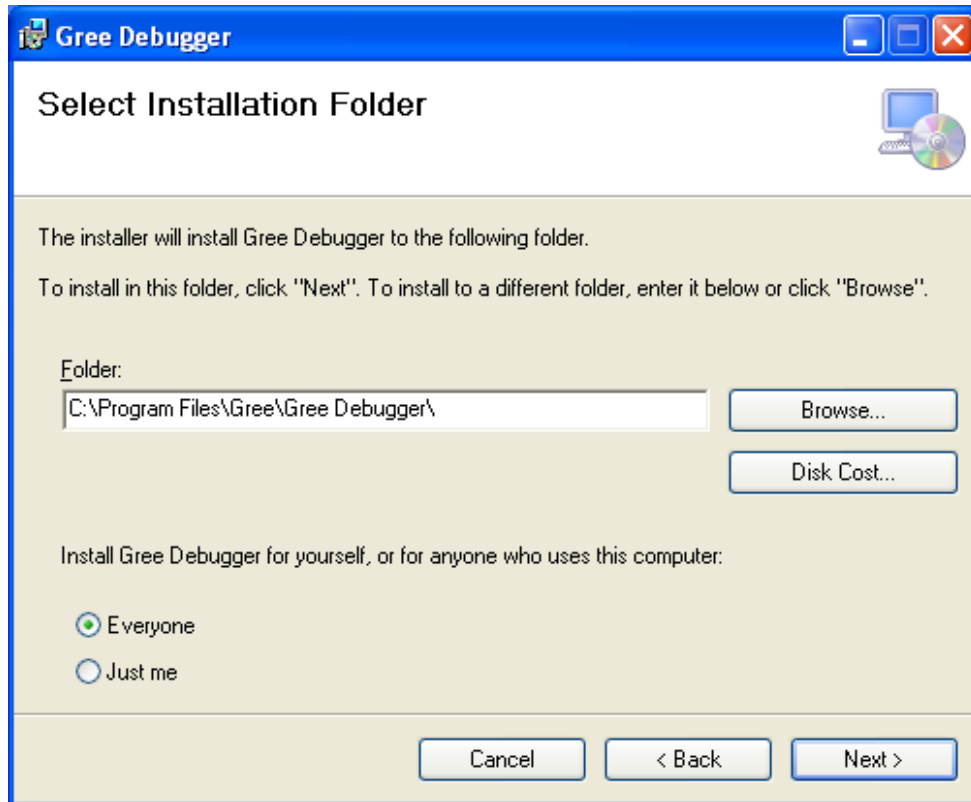 Gree Debugger
Select Installation Folder
The installer will install Gree Debugger to the following folder.
To install in this folder, click "Next". To install to a different folder, enter it below or click "Browse".
Folder:
C:\Program Files\Gree\Gree Debugger\
Browse...
Disk Cost...
Install Gree Debugger for yourself, or for anyone who uses this computer:
Everyone
Just me
Cancel
< Back
Next >